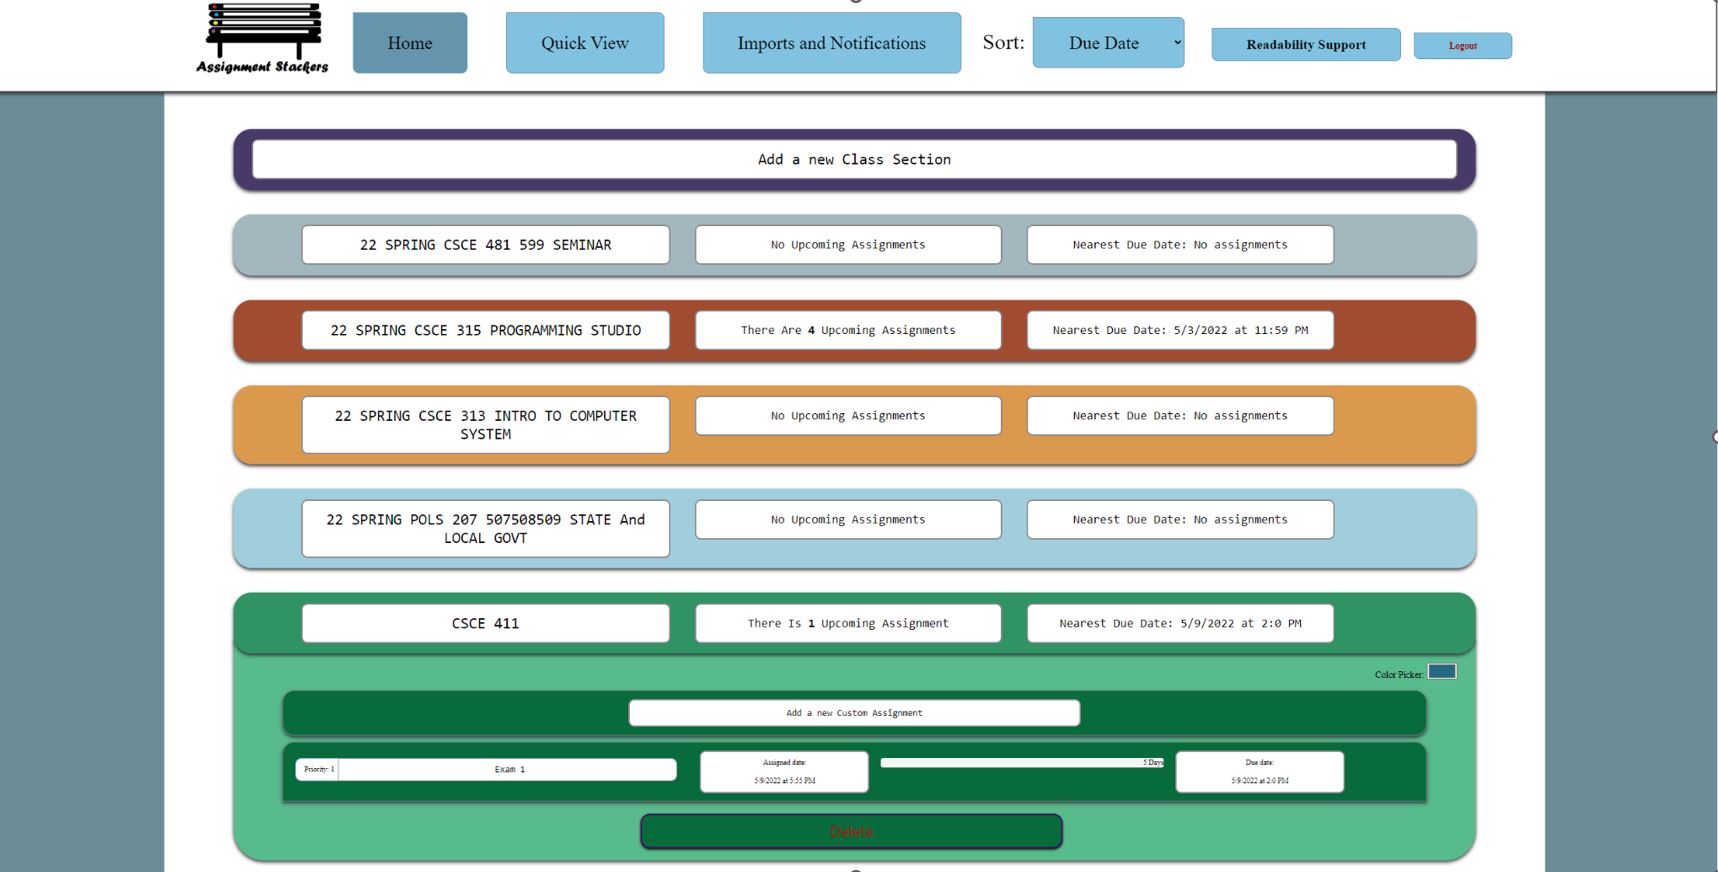 Assignment Stackers
Home
Quick View
Imports and Notifications
Sort:
Due Date
Readability Support
Logout
Add a new Class Section
22 SPRING CSCE 481 599 SEMINAR
No Upcoming Assignments
Nearest Due Date: No assignments
22 SPRING CSCE 315 PROGRAMMING STUDIO
There Are 4 Upcoming Assignments
Nearest Due Date: 5/3/2022 at 11:59 PM
22 SPRING CSCE 313 INTRO TO COMPUTER
SYSTEM
No Upcoming Assignments
Nearest Due Date: No assignments
22 SPRING POLS 207 507508509 STATE And
LOCAL GOVT
No Upcoming Assignments
Nearest Due Date: No assignments
CSCE 411
There Is 1 Upcoming Assignment
Nearest Due Date: 5/9/2022 at 2:0 PM
Color Picker:
Add a new Custom Assignment
Priority: 1
Exam 1
Assigned date:
5/9/2022 at 5:55 PM
5 Days
Due date:
5/9/2022 at 2:0 PM
Delete